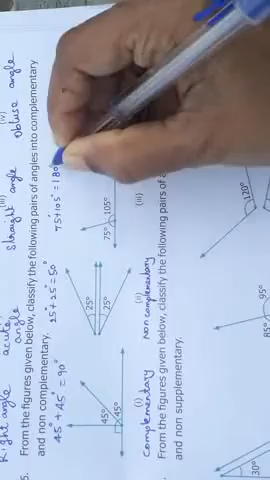 (iii) (iv)
Right angle acute angle straight angle obtuse angle
5. From the figures given below, classify the following pairs of angles into complementary
and non complementary.
45° + 45° = 90° 25 + 25° = 50° 75° + 105° = 180
45° 45° 25° 25° 75° 105°
(i) (ii) (iii)
complementary noncomplementary
From the figures given below, classify the following pairs of a
and non supplementary.
30° 85° 95° 120°